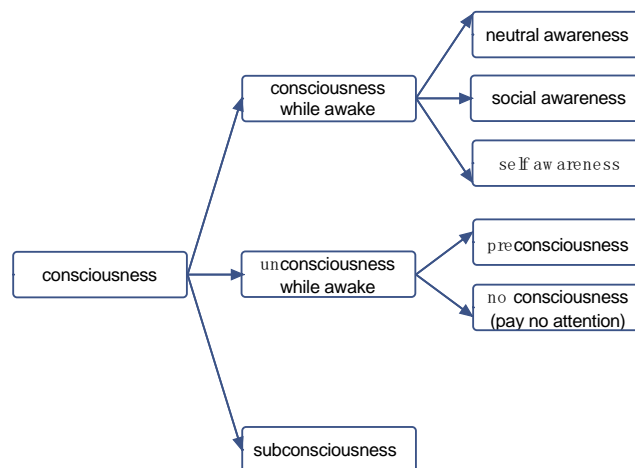 neutral awareness
consciousness
while awake
social awareness
self awareness
preconsciousness
unconsciousness
while awake
consciousness
no consciousness
(pay no attention)
subconsciousness